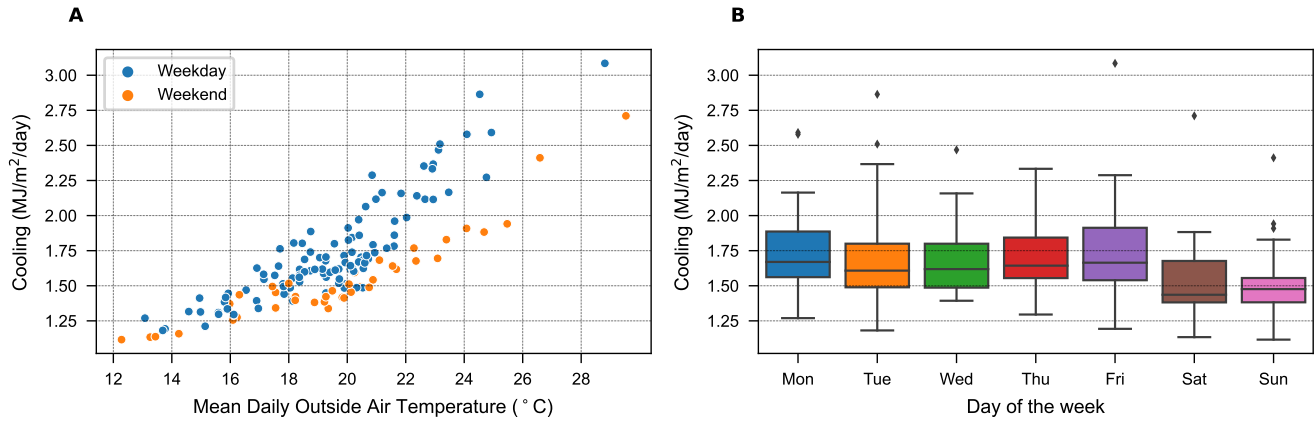 A
Cooling (MJ/m²/day)
3.00
2.75
2.50
2.25
2.00
1.75
1.50
1.25
Weekday
Weekend
12 14 16 18 20 22 24 26 28
Mean Daily Outside Air Temperature (°C)
B
Cooling (MJ/m²/day)
3.00
2.75
2.50
2.25
2.00
1.75
1.50
1.25
Mon Tue Wed Thu Fri Sat Sun
Day of the week